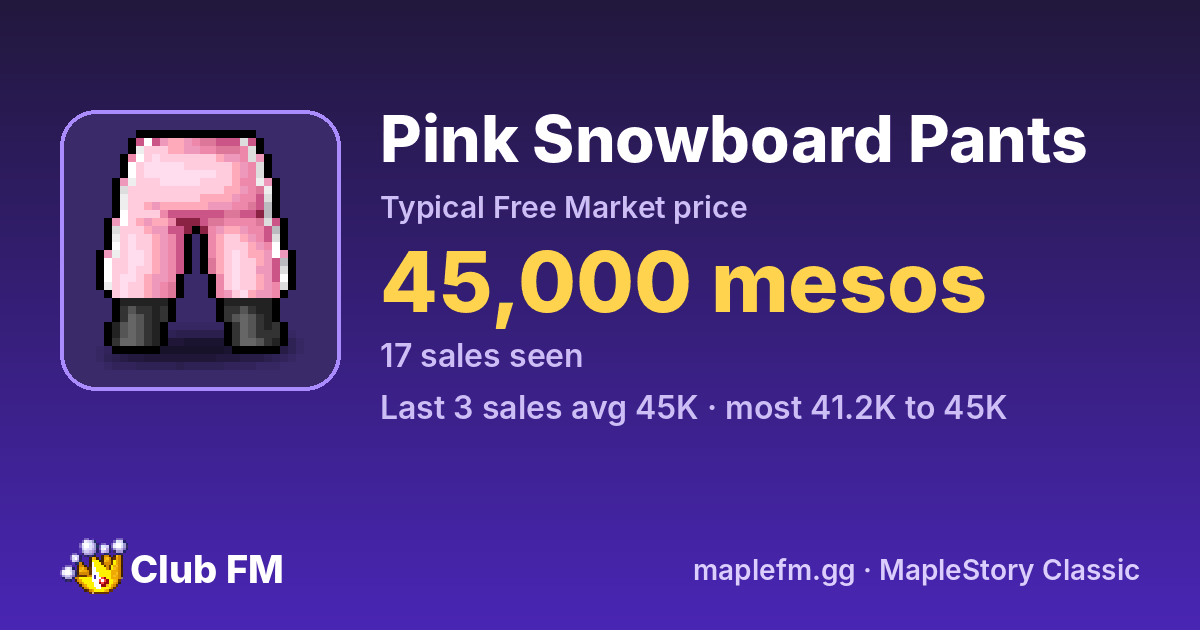 Pink Snowboard Pants
Typical Free Market price
45,000 mesos
17 sales seen
Last 3 sales avg 45K · most 41.2K to 45K
Club FM
maplefm.gg · MapleStory Classic